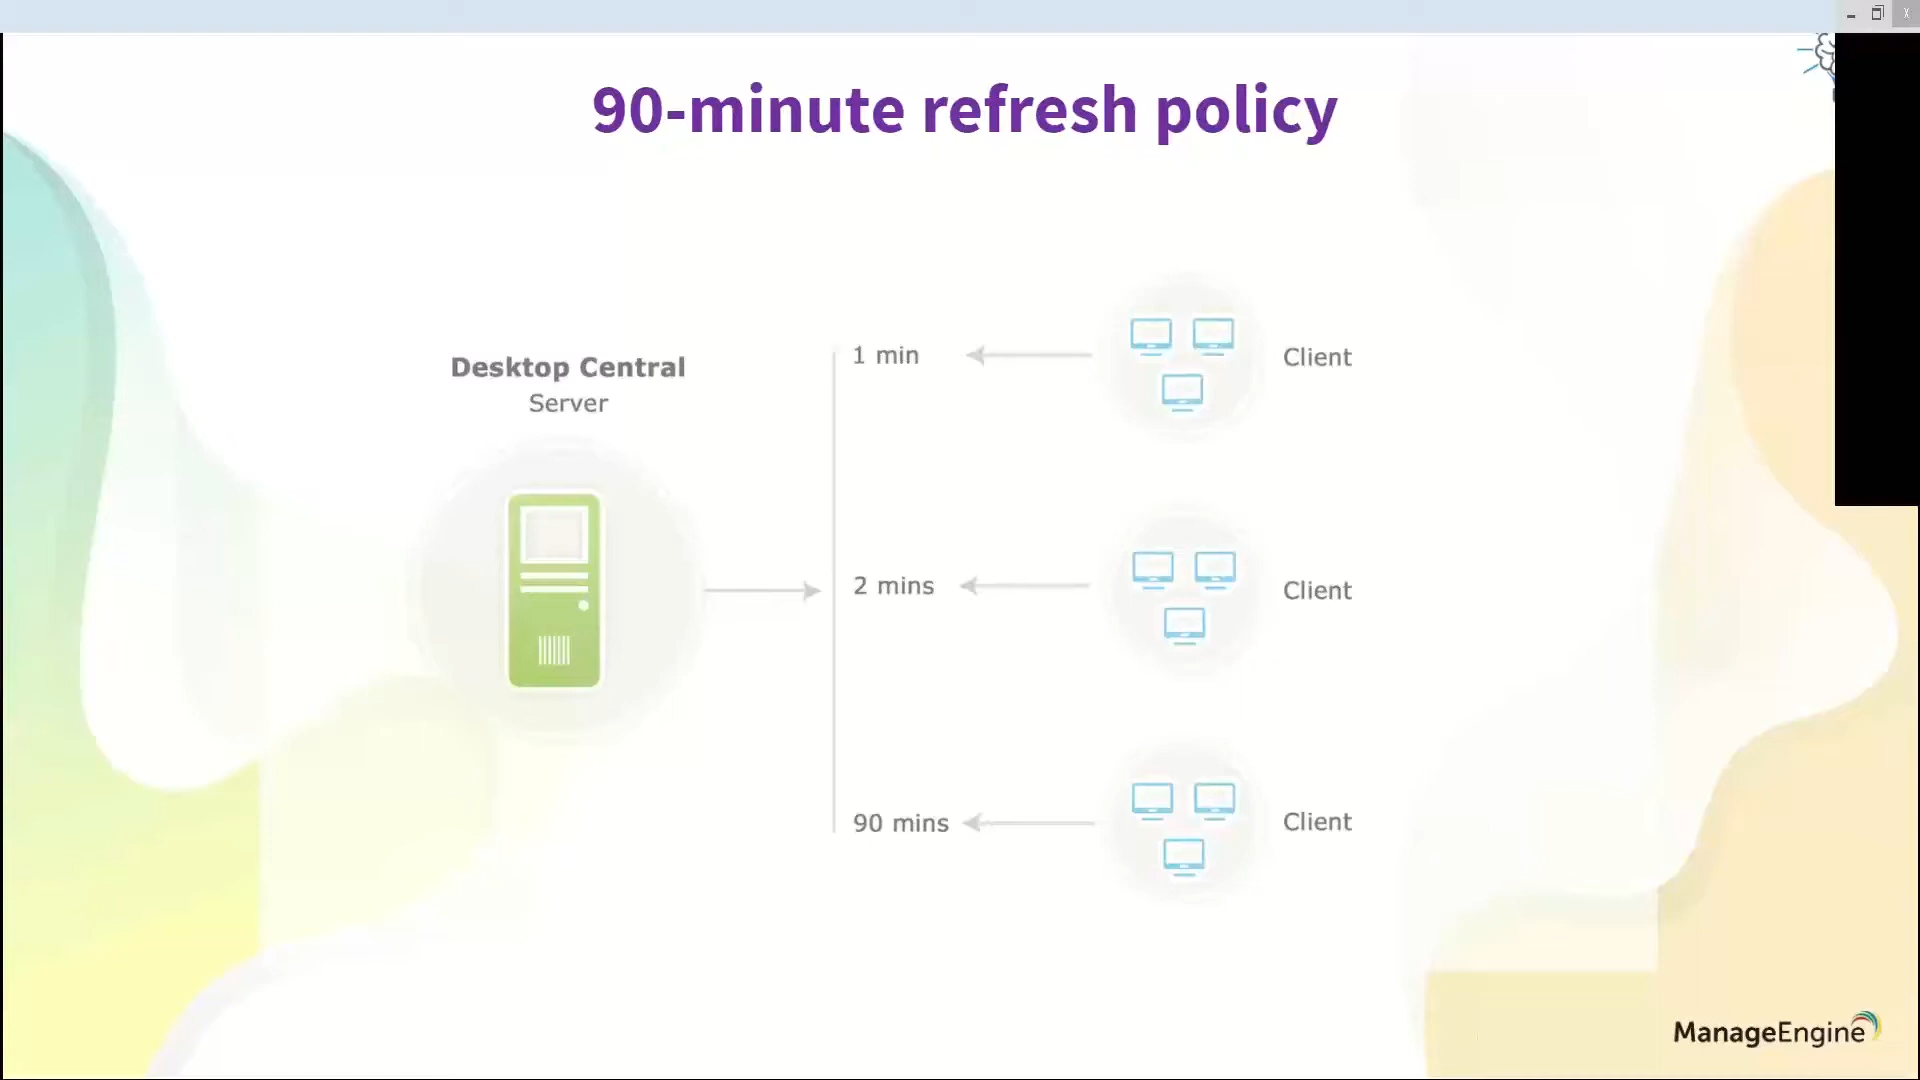 90-minute refresh policy
Desktop Central
Server
1 min
Client
2 mins
Client
90 mins
Client
ManageEngine